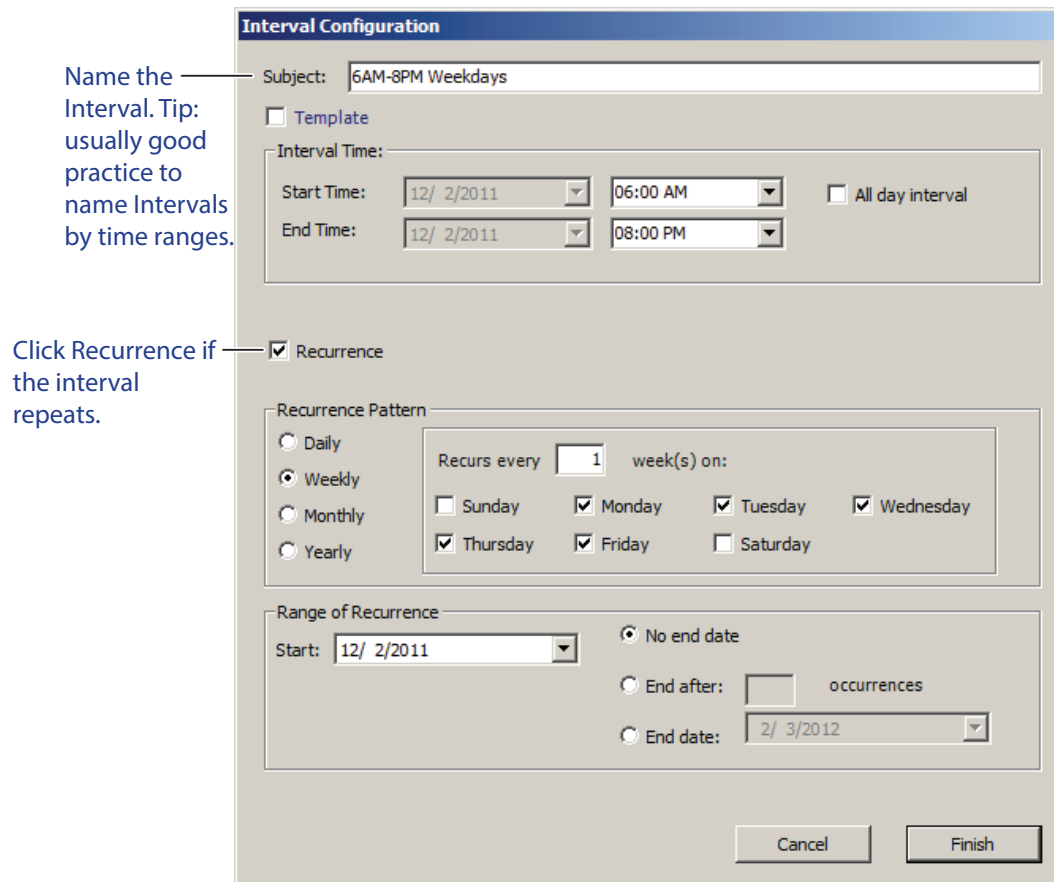 Interval Configuration
Name the
Interval. Tip:
usually good
practice to
name Intervals
by time ranges.
Subject: 6AM-8PM Weekdays
Template
Interval Time:
Start Time: 12/ 2/2011 06:00 AM All day interval
End Time: 12/ 2/2011 08:00 PM
Click Recurrence if
the interval
repeats.
Recurrence
Recurrence Pattern
Daily
Weekly
Monthly
Yearly
Recurs every 1 week(s) on:
Sunday Monday Tuesday Wednesday
Thursday Friday Saturday
Range of Recurrence
Start: 12/ 2/2011
No end date
End after: occurrences
End date: 2/ 3/2012
Cancel Finish